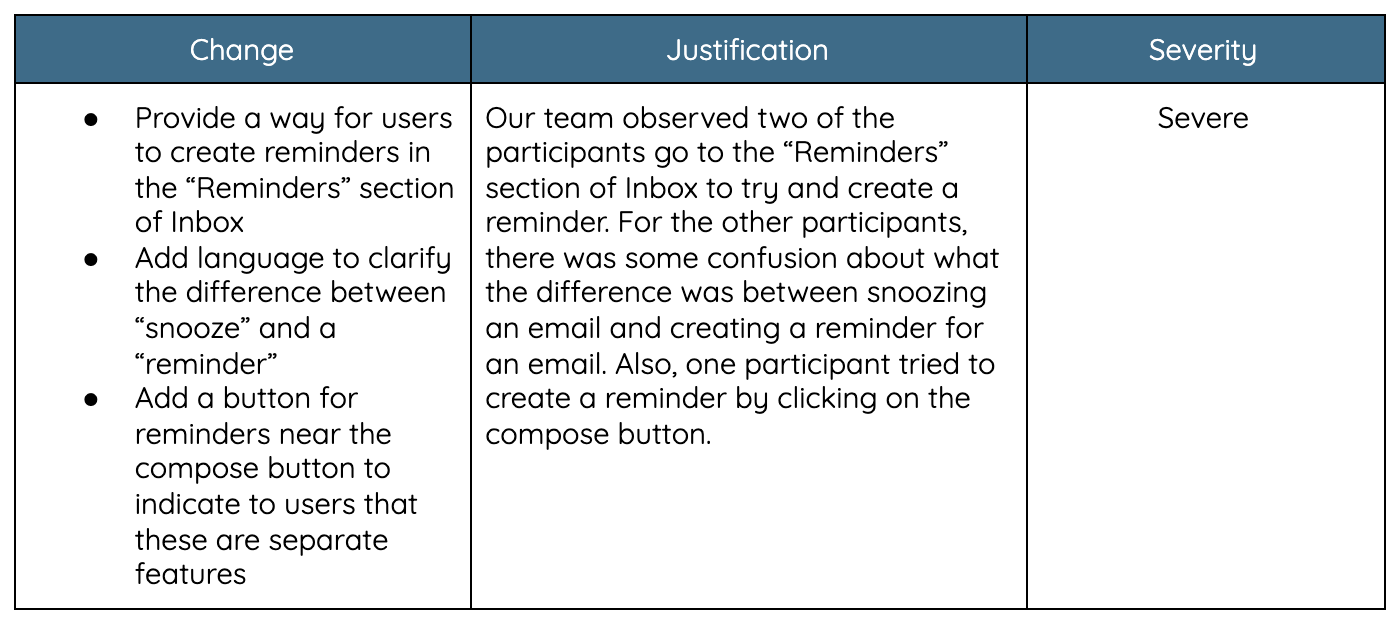 Change
Justification
Severity
● Provide a way for users
to create reminders in
the “Reminders” section
of Inbox
● Add language to clarify
the difference between
“snooze” and a
“reminder”
● Add a button for
reminders near the
compose button to
indicate to users that
these are separate
features
Our team observed two of the
participants go to the “Reminders”
section of Inbox to try and create a
reminder. For the other participants,
there was some confusion about what
the difference was between snoozing
an email and creating a reminder for
an email. Also, one participant tried to
create a reminder by clicking on the
compose button.
Severe